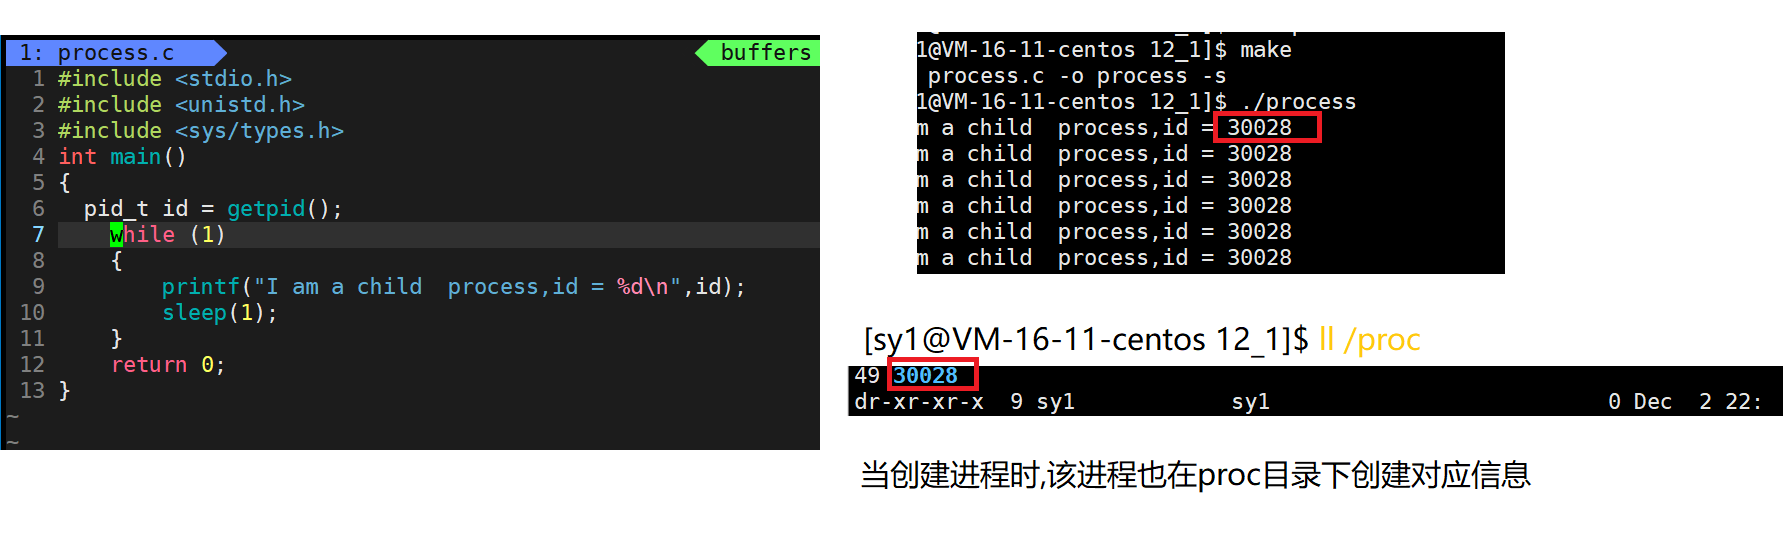 1: process.c
buffers
1 #include <stdio.h>
2 #include <unistd.h>
3 #include <sys/types.h>
4 int main()
5 {
6   pid_t id = getpid();
7     while (1)
8     {
9         printf("I am a child  process,id = %d\n",id);
10         sleep(1);
11     }
12     return 0;
13 }
~
~
1@VM-16-11-centos 12_1]$ make
process.c -o process -s
1@VM-16-11-centos 12_1]$ ./process
m a child  process,id = 30028
m a child  process,id = 30028
m a child  process,id = 30028
m a child  process,id = 30028
m a child  process,id = 30028
m a child  process,id = 30028
[sy1@VM-16-11-centos 12_1]$ ll /proc
49 30028
dr-xr-xr-x  9 sy1            sy1                          0 Dec  2 22:
当创建进程时,该进程也在proc目录下创建对应信息